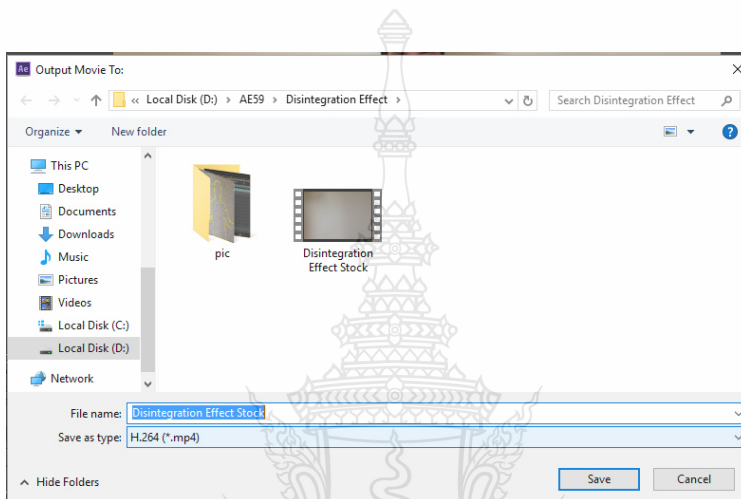 Ae Output Movie To:
« Local Disk (D:) › AE59 › Disintegration Effect ›
Search Disintegration Effect
Organize
New folder
This PC
Desktop
Documents
Downloads
Music
Pictures
Videos
Local Disk (C:)
Local Disk (D:)
Network
pic
Disintegration
Effect Stock
File name: Disintegration Effect Stock
Save as type: H.264 (*.mp4)
Hide Folders
Save
Cancel